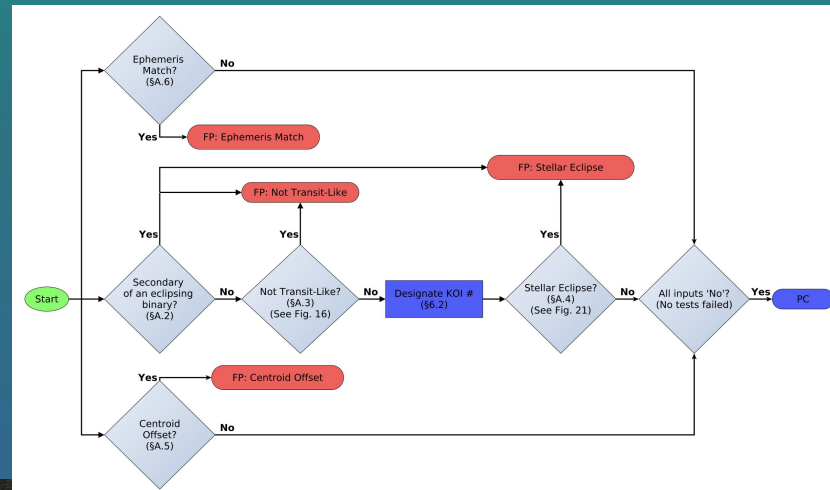 Ephemeris
Match?
(§A.6)
No
Yes
FP: Ephemeris Match
FP: Stellar Eclipse
FP: Not Transit-Like
Yes
Yes
Yes
Start
Secondary
of an eclipsing
binary?
(§A.2)
No
Not Transit-Like?
(§A.3)
(See Fig. 16)
No
Designate KOI #
(§6.2)
Stellar Eclipse?
(§A.4)
(See Fig. 21)
No
All inputs 'No'?
(No tests failed)
Yes
PC
Yes
FP: Centroid Offset
Centroid
Offset?
(§A.5)
No